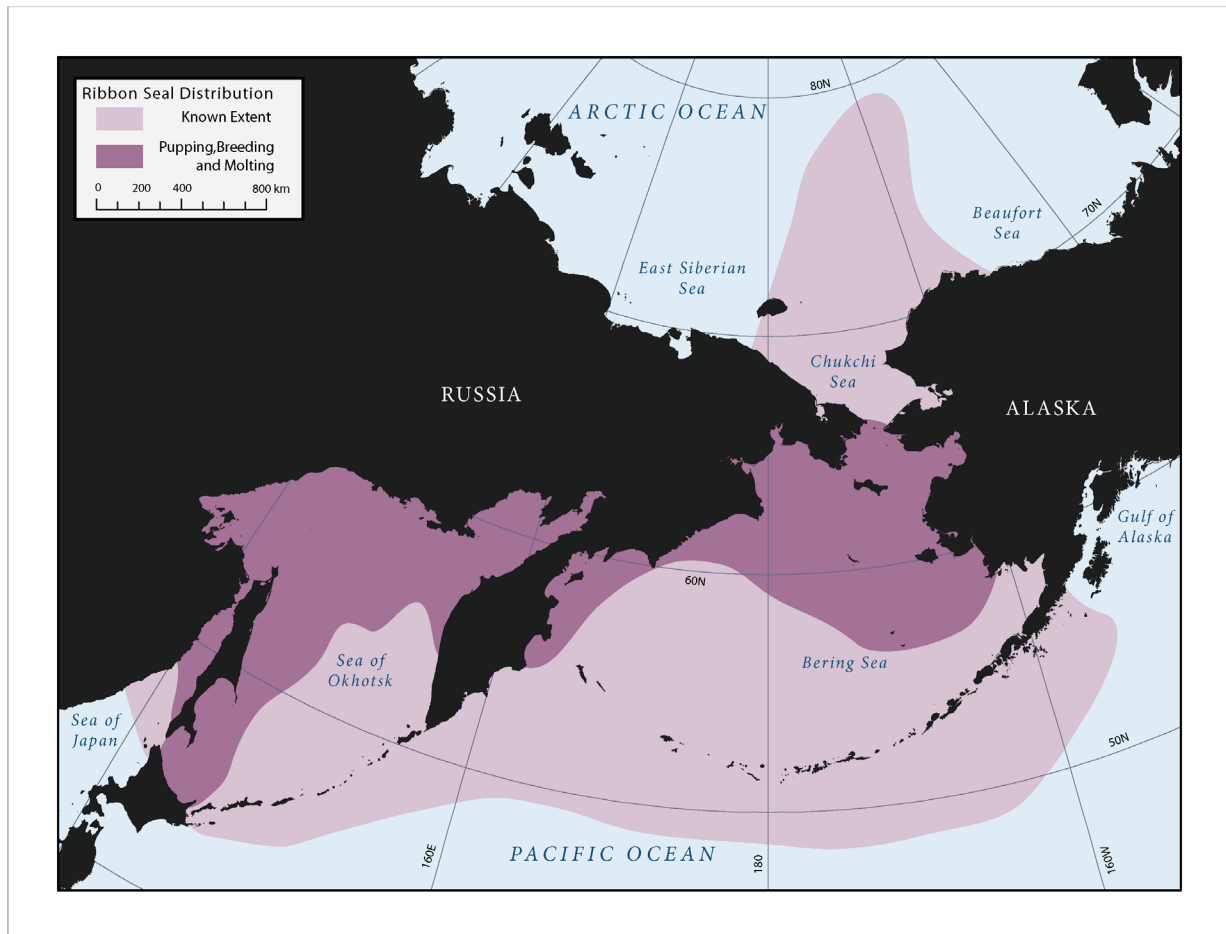 Ribbon Seal Distribution
Known Extent
Pupping,Breeding
and Molting
0 200 400 800 km
80N
ARCTIC OCEAN
Beaufort
Sea
70N
East Siberian
Sea
Chukchi
Sea
RUSSIA
ALASKA
Gulf of
Alaska
60N
Sea of
Okhotsk
Bering Sea
Sea of
Japan
50N
PACIFIC OCEAN
160E
180
160W